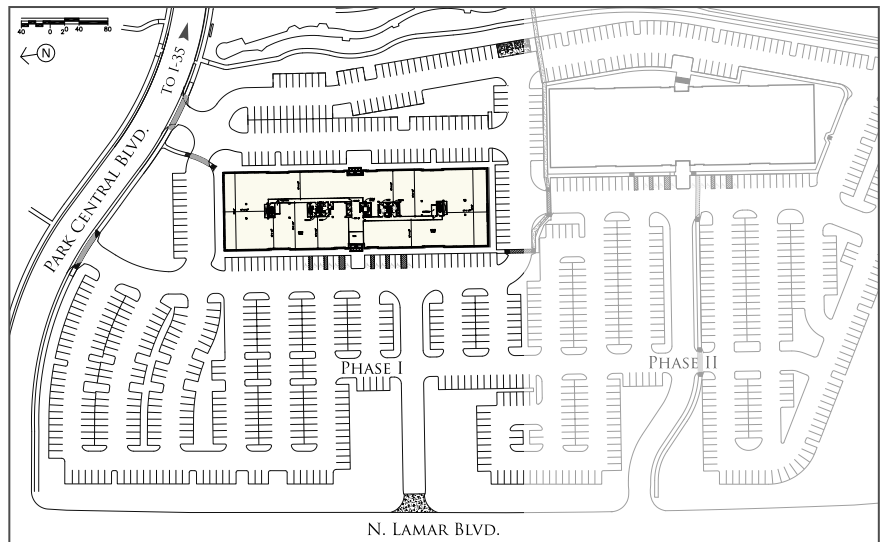 40 0 20 40 80
N
TO I-35
PARK CENTRAL BLVD.
PHASE I
PHASE II
N. LAMAR BLVD.